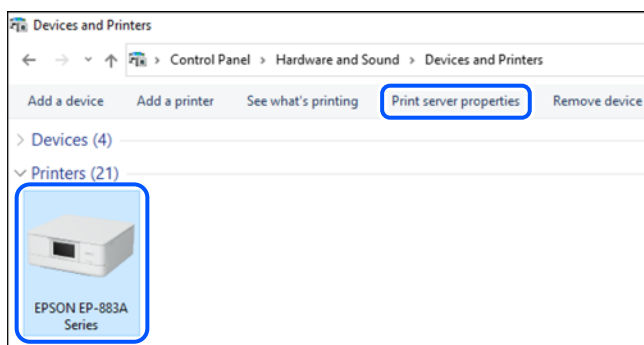 Devices and Printers
Control Panel > Hardware and Sound > Devices and Printers
Add a device Add a printer See what's printing Print server properties Remove device
Devices (4)
Printers (21)
EPSON EP-883A
Series